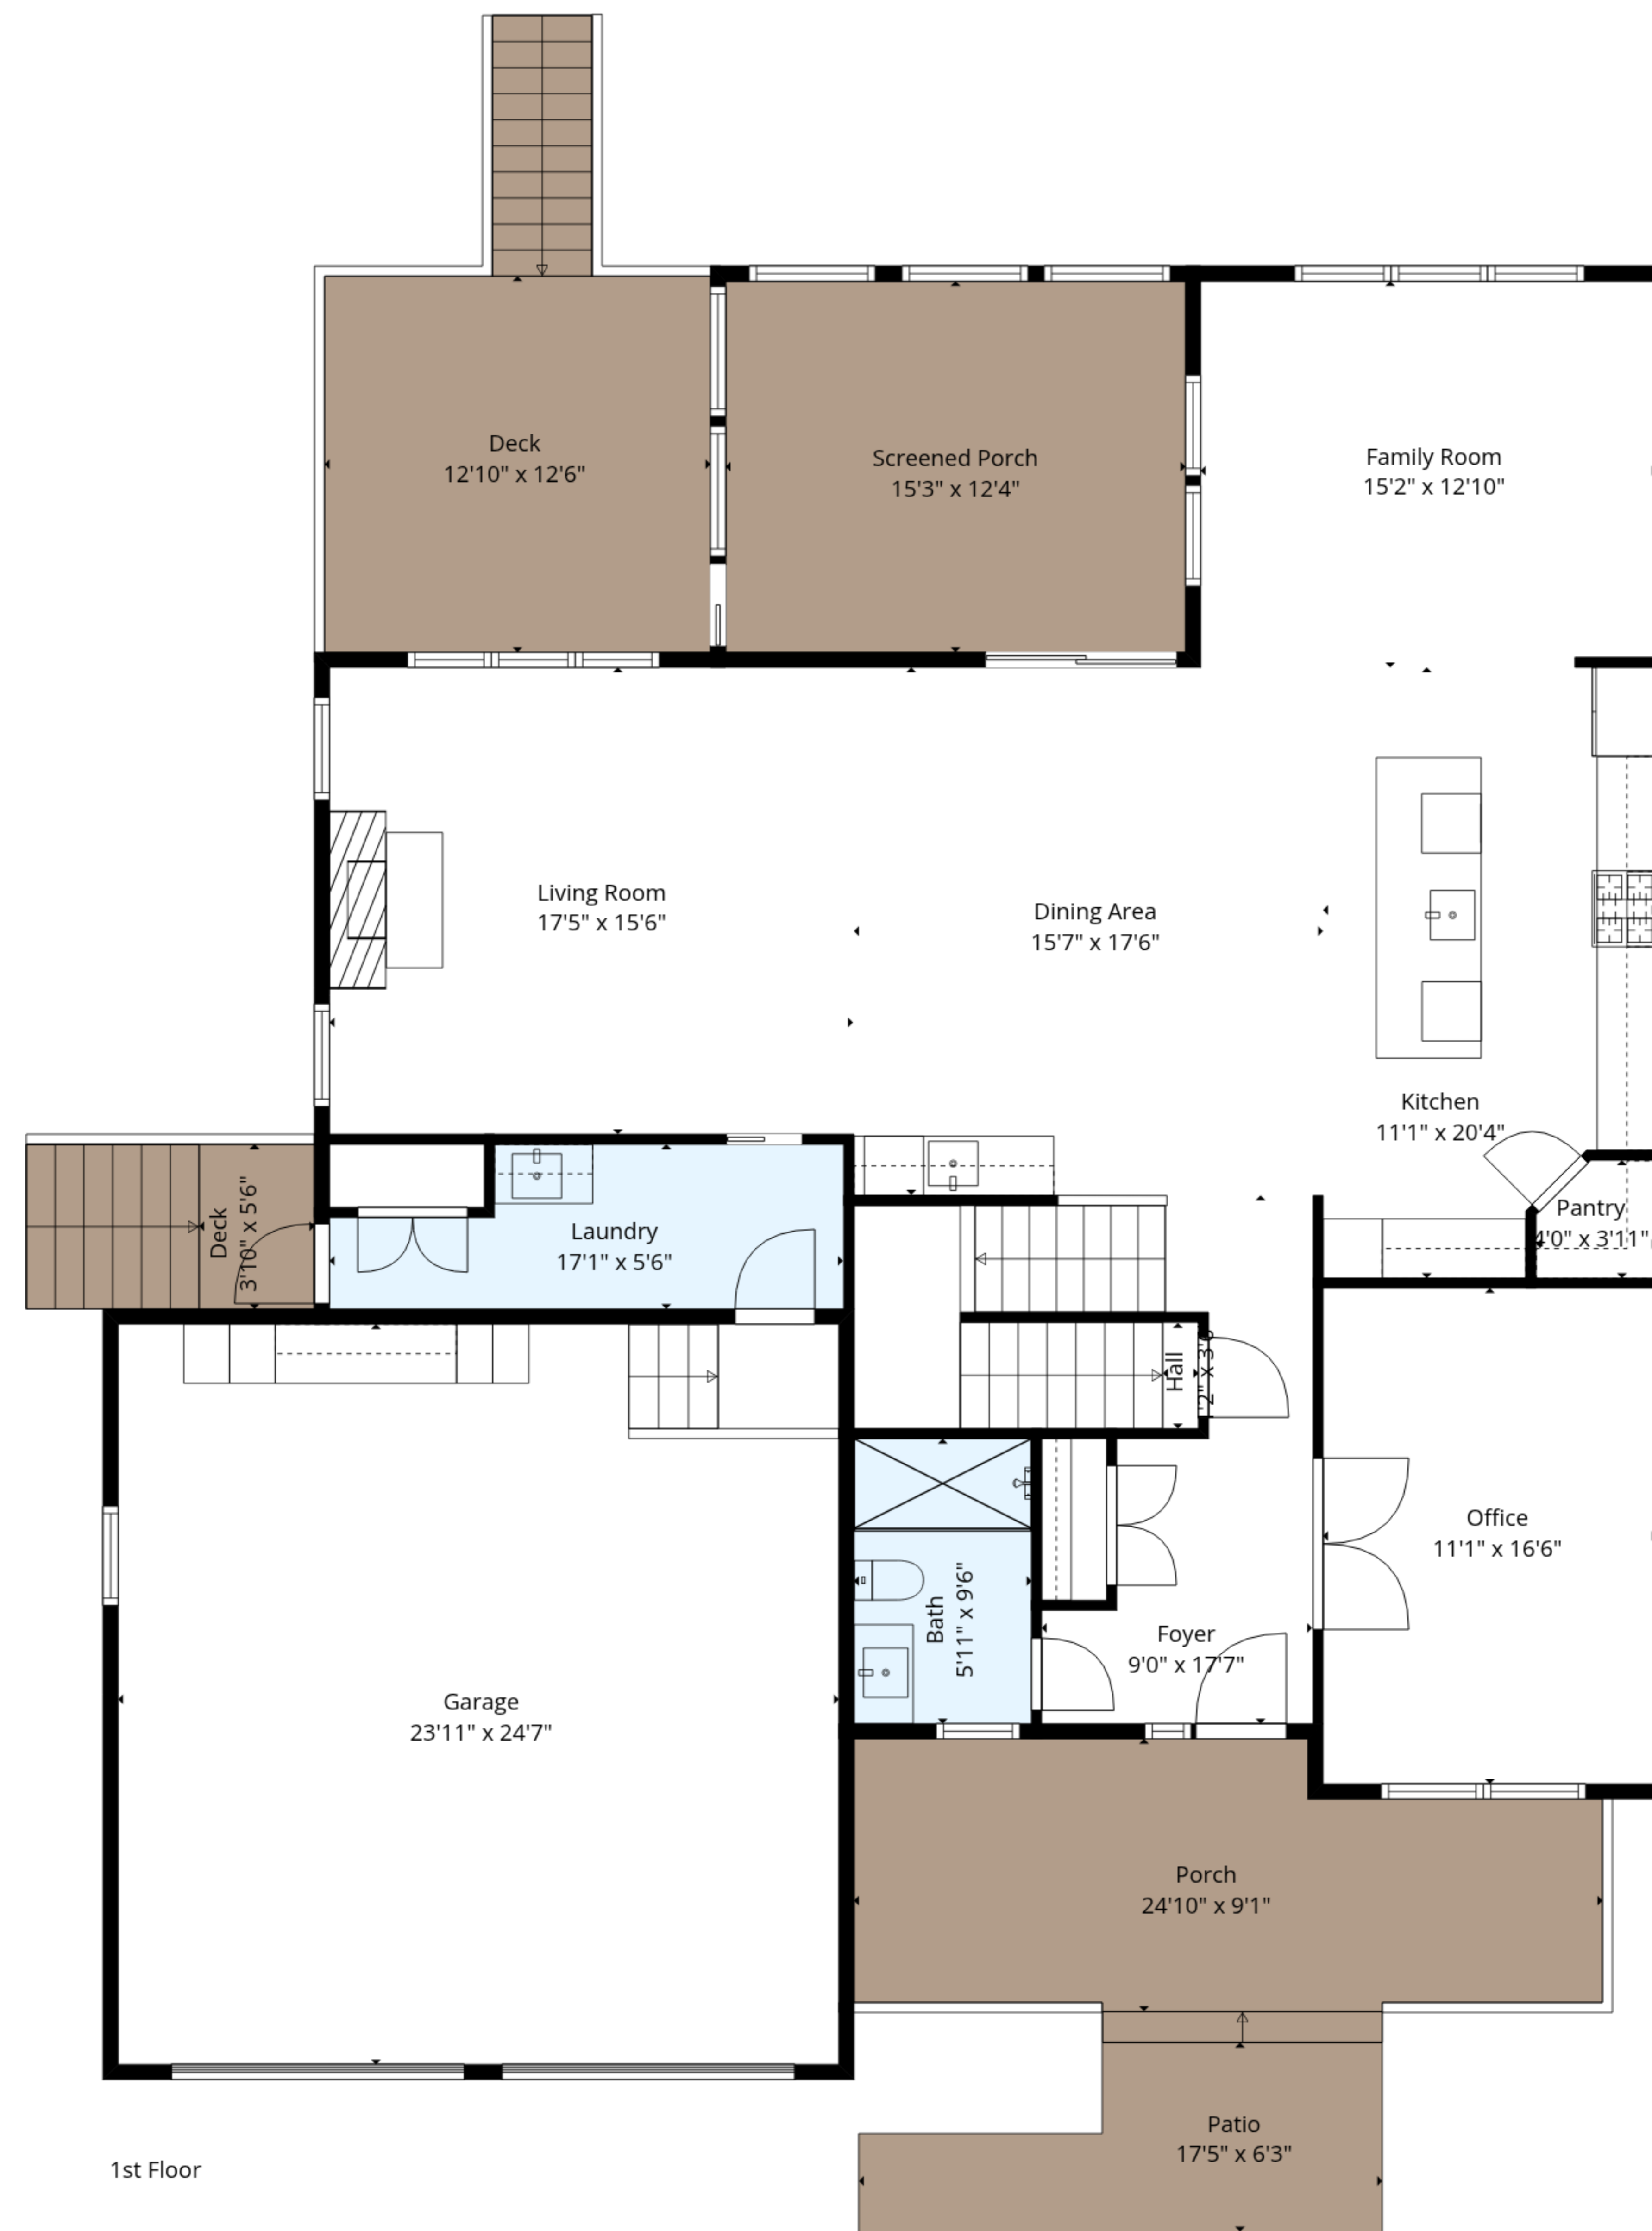 Deck
12'10" x 12'6"
Screened Porch
15'3" x 12'4"
Family Room
15'2" x 12'10"
Living Room
17'5" x 15'6"
Dining Area
15'7" x 17'6"
Kitchen
11'1" x 20'4"
Deck
3'10" x 5'6"
Laundry
17'1" x 5'6"
Pantry
4'0" x 3'11"
Hall
Office
11'1" x 16'6"
Bath
5'11" x 9'6"
Foyer
9'0" x 17'7"
Garage
23'11" x 24'7"
Porch
24'10" x 9'1"
Patio
17'5" x 6'3"
1st Floor